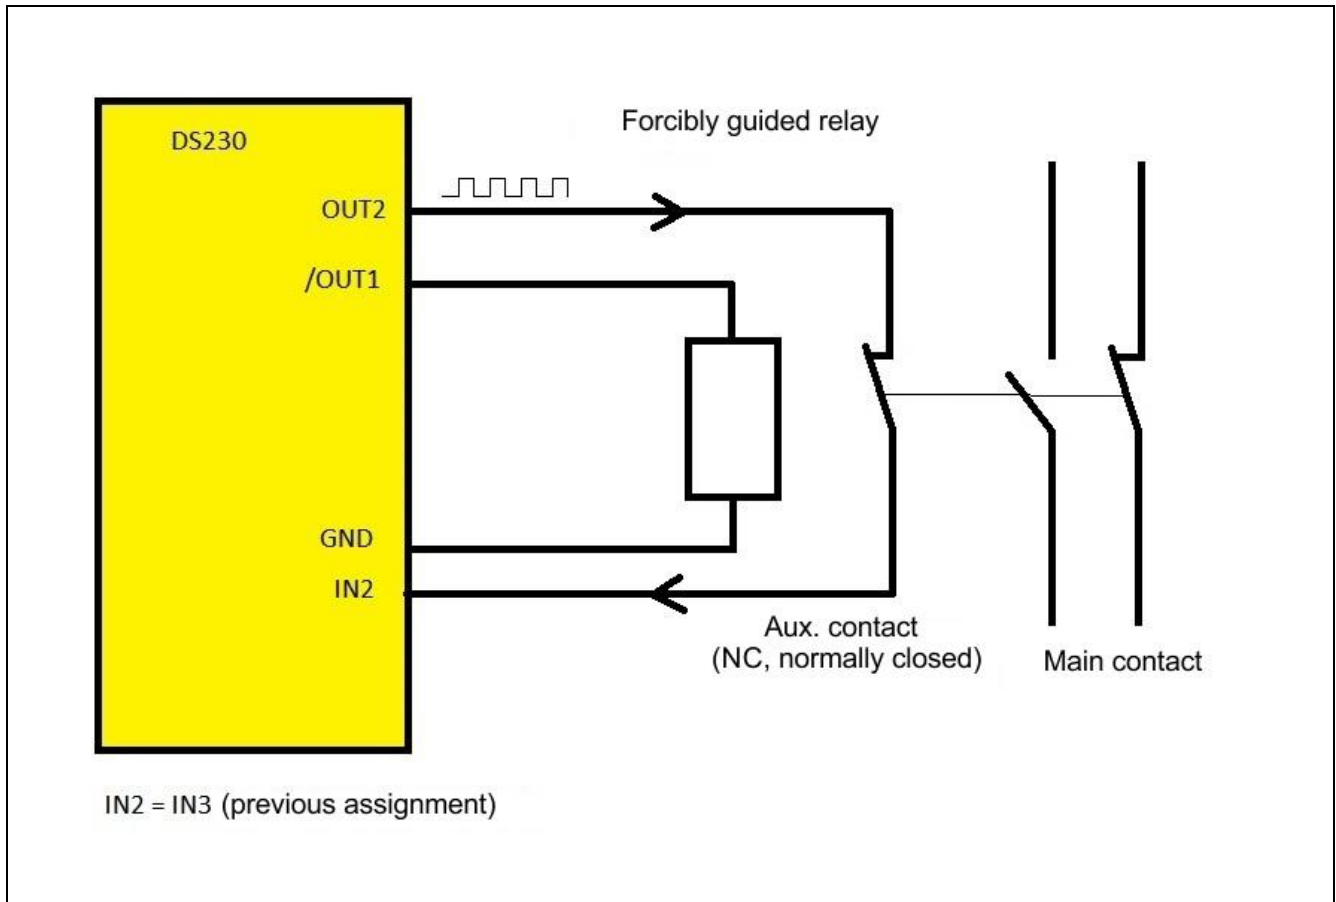 Forcibly guided relay
DS230
OUT2
/OUT1
GND
IN2
Aux. contact
(NC, normally closed)
Main contact
IN2 = IN3 (previous assignment)